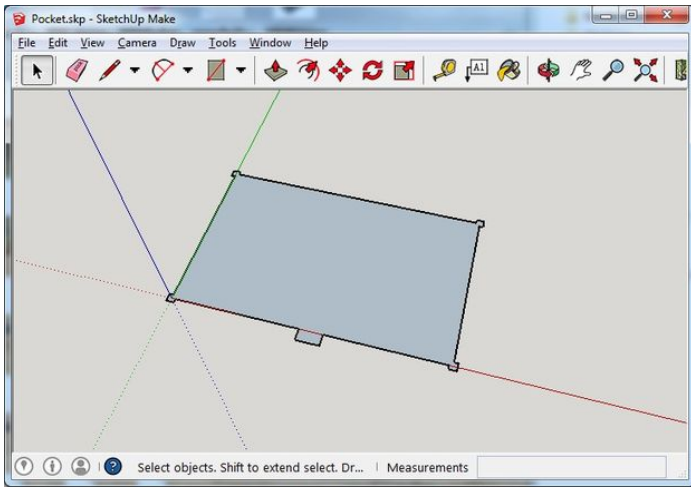 Pocket.skp - SketchUp Make
File Edit View Camera Draw Tools Window Help
A1
Select objects. Shift to extend select. Dr... Measurements